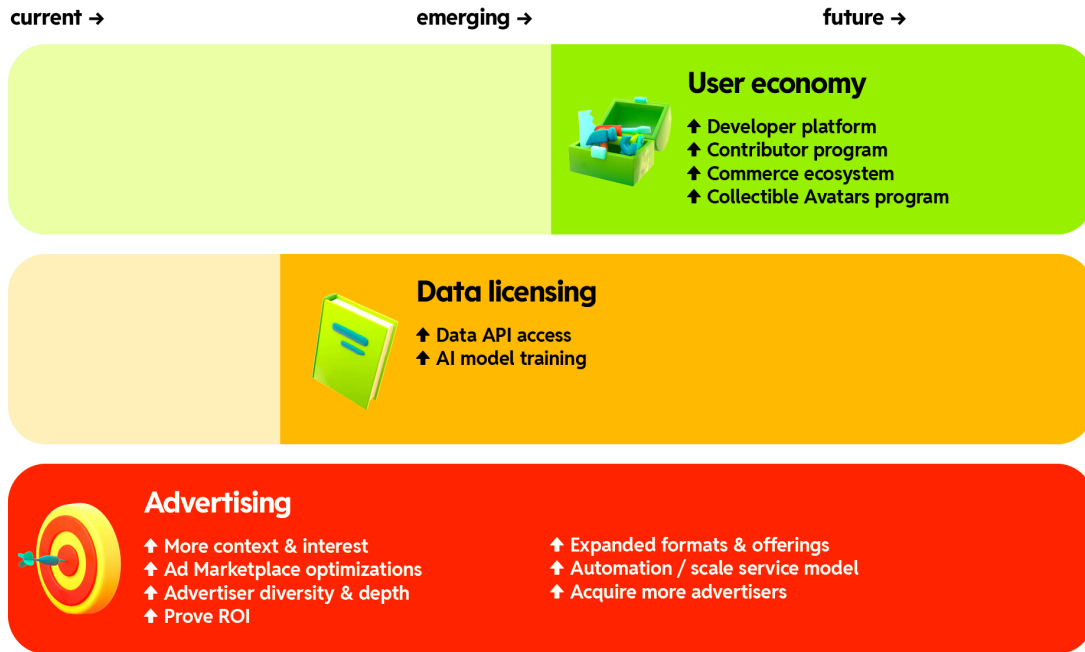 current →
emerging →
future →
User economy
↑ Developer platform
↑ Contributor program
↑ Commerce ecosystem
↑ Collectible Avatars program
Data licensing
↑ Data API access
↑ AI model training
Advertising
↑ More context & interest
↑ Ad Marketplace optimizations
↑ Advertiser diversity & depth
↑ Prove ROI
↑ Expanded formats & offerings
↑ Automation / scale service model
↑ Acquire more advertisers